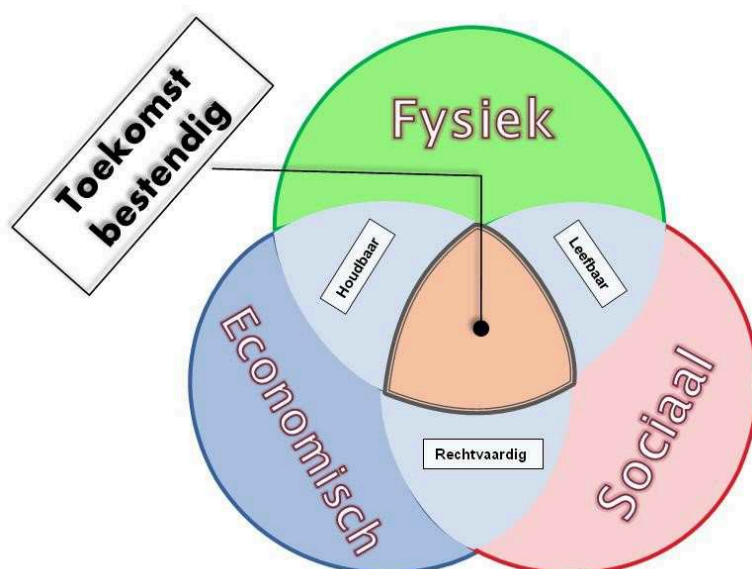 Fysiek
Toekomst
bestendig
Houdbaar
Leefbaar
Economisch
Sociaal
Rechtvaardig